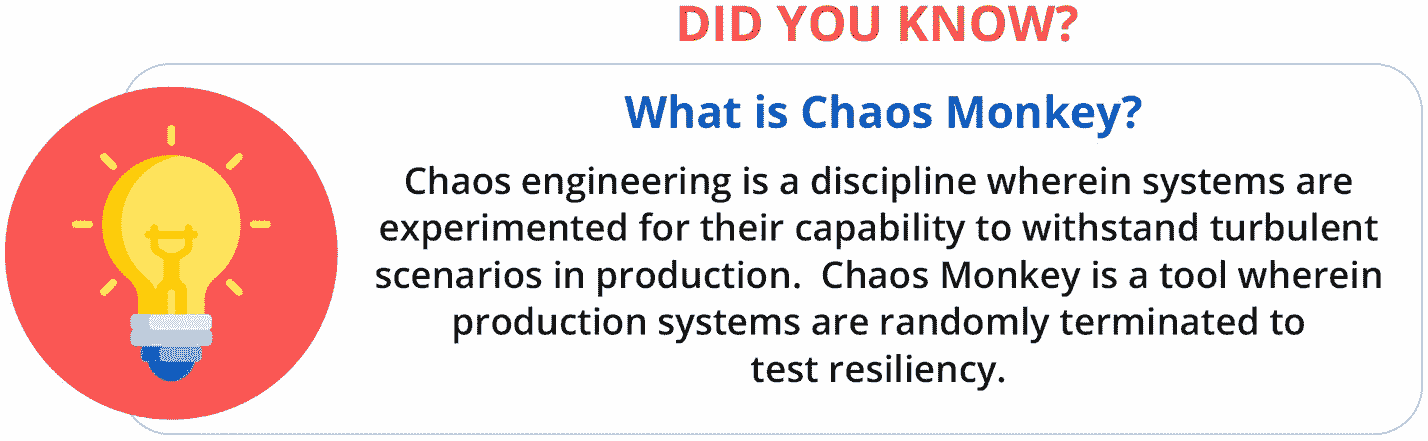 DID YOU KNOW?
What is Chaos Monkey?
Chaos engineering is a discipline wherein systems are
experimented for their capability to withstand turbulent
scenarios in production.  Chaos Monkey is a tool wherein
production systems are randomly terminated to
test resiliency.